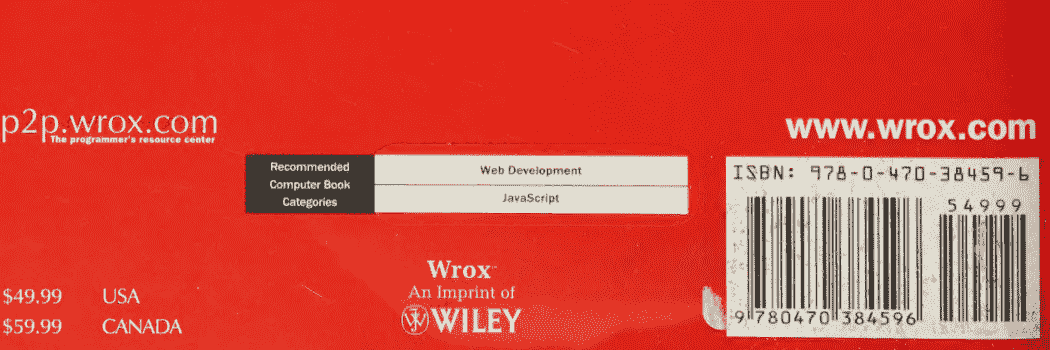 p2p.wrox.com
The programmer's resource center
www.wrox.com
Recommended
Computer Book
Categories
Web Development
JavaScript
ISBN: 978-0-470-38459-6
54999
9 780470 384596
Wrox™
An Imprint of
WILEY
$49.99 USA
$59.99 CANADA